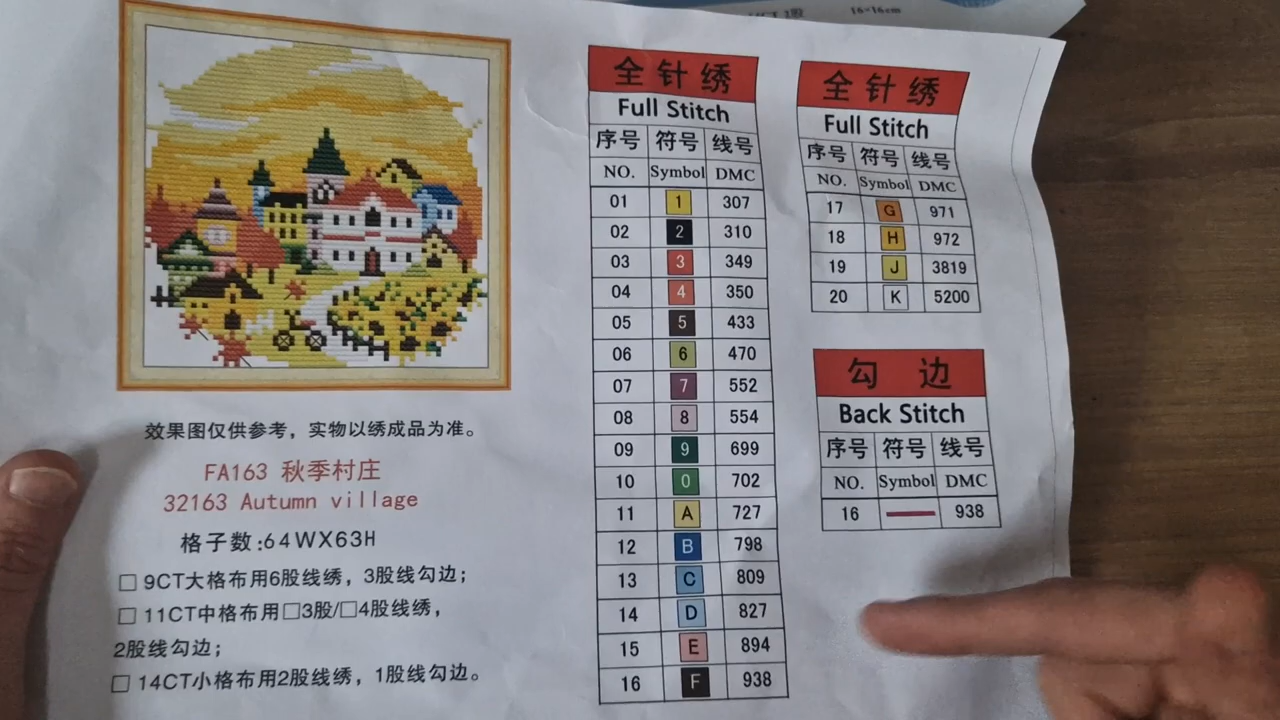 16*16cm
效果图仅供参考，实物以绣成品为准。
FA163 秋季村庄
32163 Autumn village
格子数:64WX63H
□ 9CT大格布用6股线绣，3股线勾边；
□ 11CT中格布用□3股/□4股线绣，
2股线勾边；
□ 14CT小格布用2股线绣，1股线勾边。
全针绣
Full Stitch
序号 符号 线号
NO. Symbol DMC
01 1 307
02 2 310
03 3 349
04 4 350
05 5 433
06 6 470
07 7 552
08 8 554
09 9 699
10 0 702
11 A 727
12 B 798
13 C 809
14 D 827
15 E 894
16 F 938
全针绣
Full Stitch
序号 符号 线号
NO. Symbol DMC
17 G 971
18 H 972
19 J 3819
20 K 5200
勾边
Back Stitch
序号 符号 线号
NO. Symbol DMC
16 938